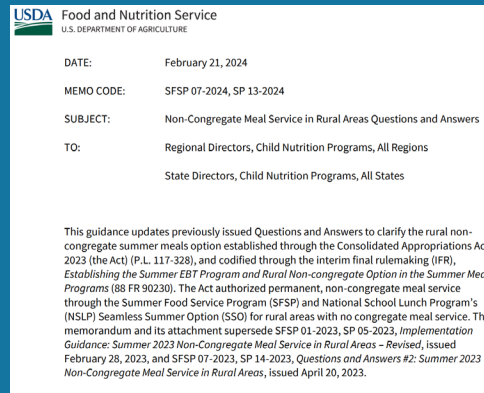 USDA Food and Nutrition Service
U.S. DEPARTMENT OF AGRICULTURE
DATE: February 21, 2024
MEMO CODE: SFSP 07-2024, SP 13-2024
SUBJECT: Non-Congregate Meal Service in Rural Areas Questions and Answers
TO: Regional Directors, Child Nutrition Programs, All Regions
State Directors, Child Nutrition Programs, All States
This guidance updates previously issued Questions and Answers to clarify the rural non-
congregate summer meals option established through the Consolidated Appropriations Ac
2023 (the Act) (P.L. 117-328), and codified through the interim final rulemaking (IFR),
Establishing the Summer EBT Program and Rural Non-congregate Option in the Summer Mea
Programs (88 FR 90230). The Act authorized permanent, non-congregate meal service
through the Summer Food Service Program (SFSP) and National School Lunch Program's
(NSLP) Seamless Summer Option (SSO) for rural areas with no congregate meal service. Th
memorandum and its attachment supersede SFSP 01-2023, SP 05-2023, Implementation
Guidance: Summer 2023 Non-Congregate Meal Service in Rural Areas – Revised, issued
February 28, 2023, and SFSP 07-2023, SP 14-2023, Questions and Answers #2: Summer 2023
Non-Congregate Meal Service in Rural Areas, issued April 20, 2023.